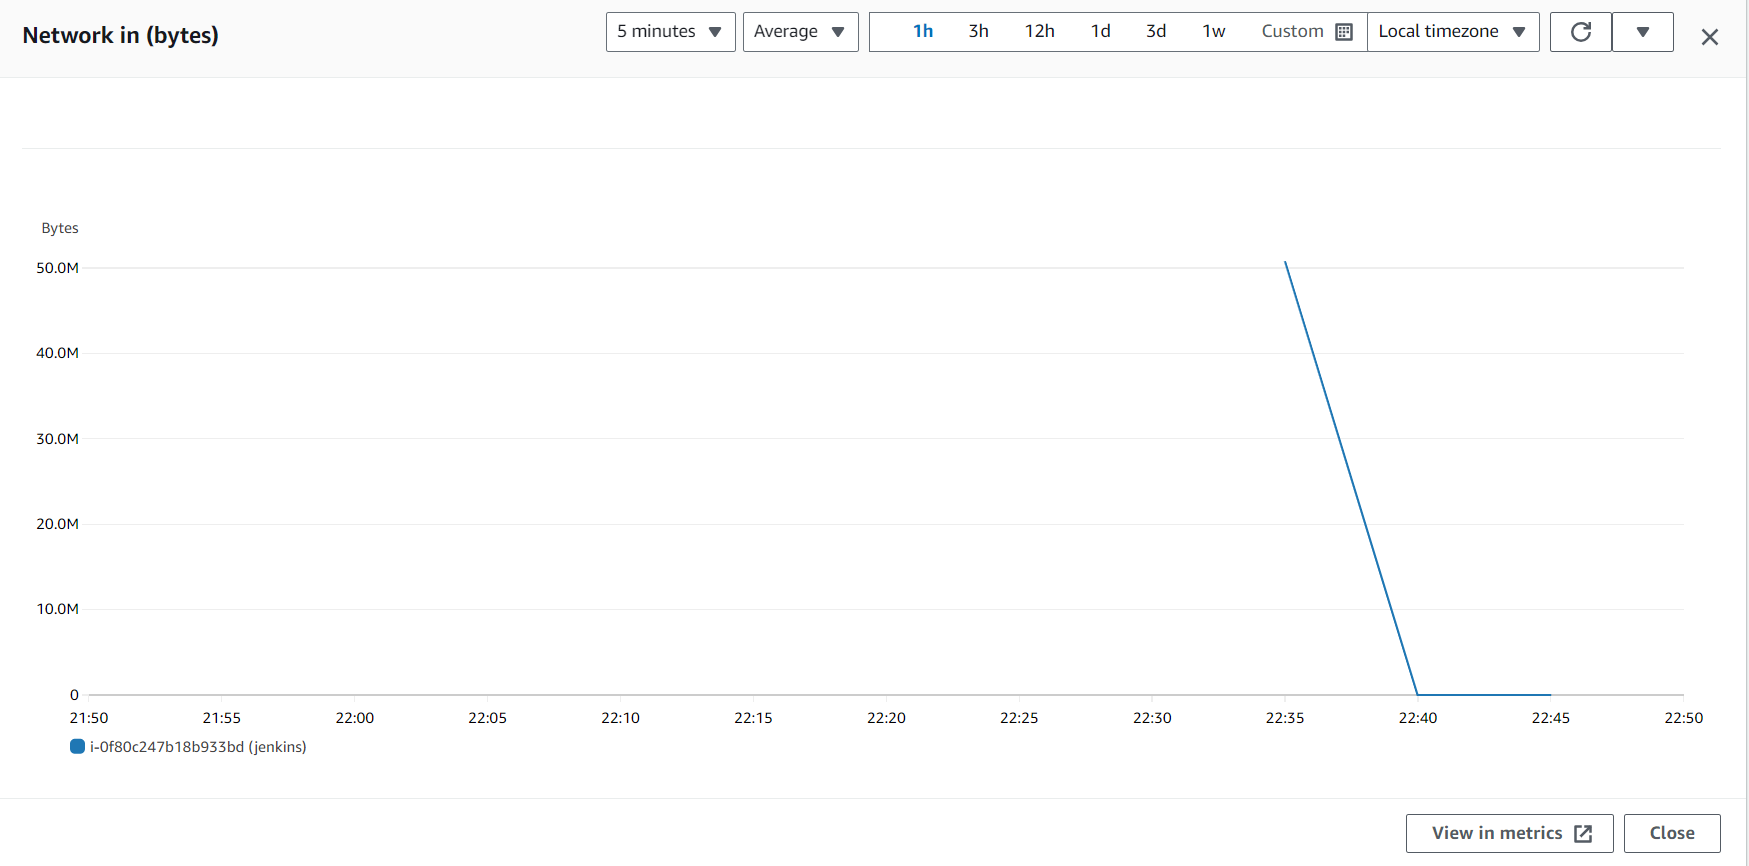 Network in (bytes)
5 minutes
Average
1h 3h 12h 1d 3d 1w Custom
Local timezone
Bytes
50.0M
40.0M
30.0M
20.0M
10.0M
0
21:50 21:55 22:00 22:05 22:10 22:15 22:20 22:25 22:30 22:35 22:40 22:45 22:50
i-0f80c247b18b933bd (jenkins)
View in metrics
Close